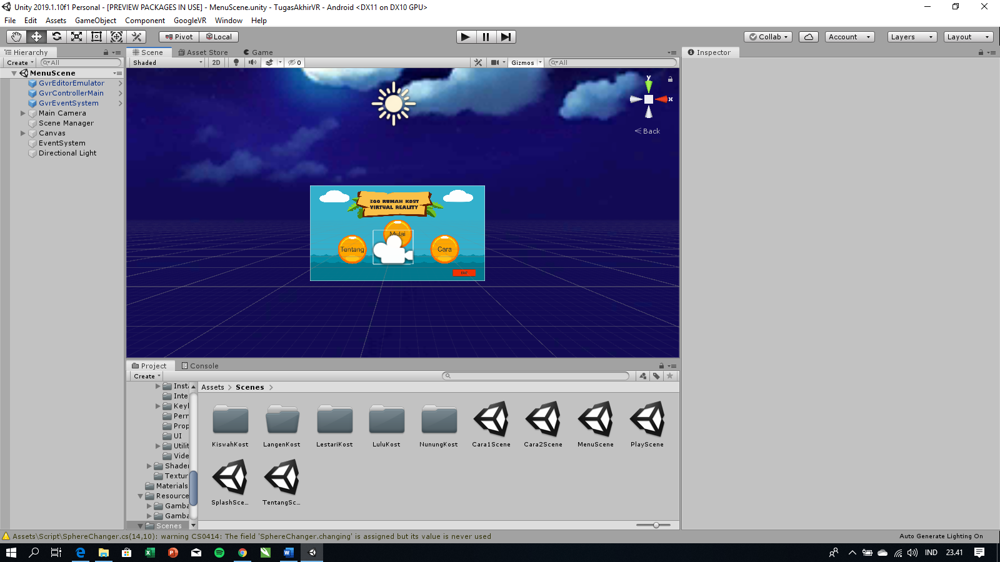 Unity 2019.1.10f1 Personal - [PREVIEW PACKAGES IN USE] - MenuScene.unity - TugasAkhirVR - Android <DX11 on DX10 GPU>
File Edit Assets GameObject Component GoogleVR Window Help
Pivot Local Collab Account Layers Layout
Hierarchy Scene Asset Store Game Inspector
Create All Shaded 2D 0 Gizmos All
MenuScene
GvrEditorEmulator
GvrControllerMain
GvrEventSystem
Main Camera
Scene Manager
Canvas
EventSystem
Directional Light
y
x
Back
360 RUMAH KOST
VIRTUAL REALITY
Mulai
Tentang
Cara
EXIT
Project Console
Create
Assets > Scenes >
Insta
Inte
Keyl
Perr
Prop
UI
Utilit
Vide
Shader
Textur
Materials
Resource
Gamba
Gamba
Scenes
KiswahKost LangenKost LestariKost LuluKost NunungKost Cara1Scene Cara2Scene MenuScene PlayScene
SplashSce... TentangSc...
Assets\Script\SphereChanger.cs(14,10): warning CS0414: The field 'SphereChanger.changing' is assigned but its value is never used
Auto Generate Lighting On
IND 23.41